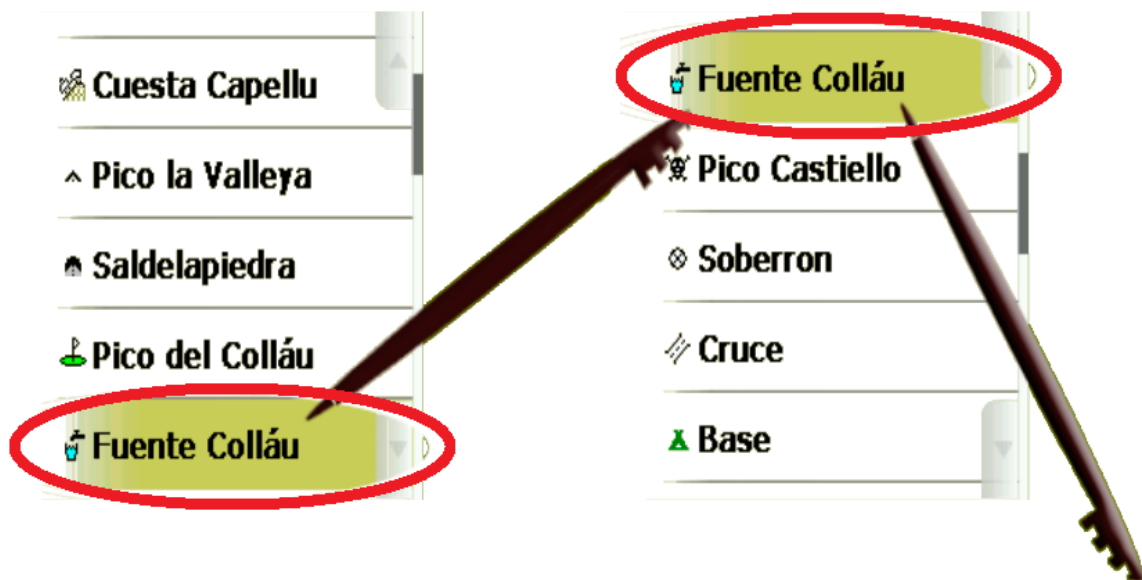 Cuesta Capellu
Pico la Valleya
Saldelapiedra
Pico del Colláu
Fuente Colláu
Fuente Colláu
Pico Castiello
Soberron
Cruce
Base